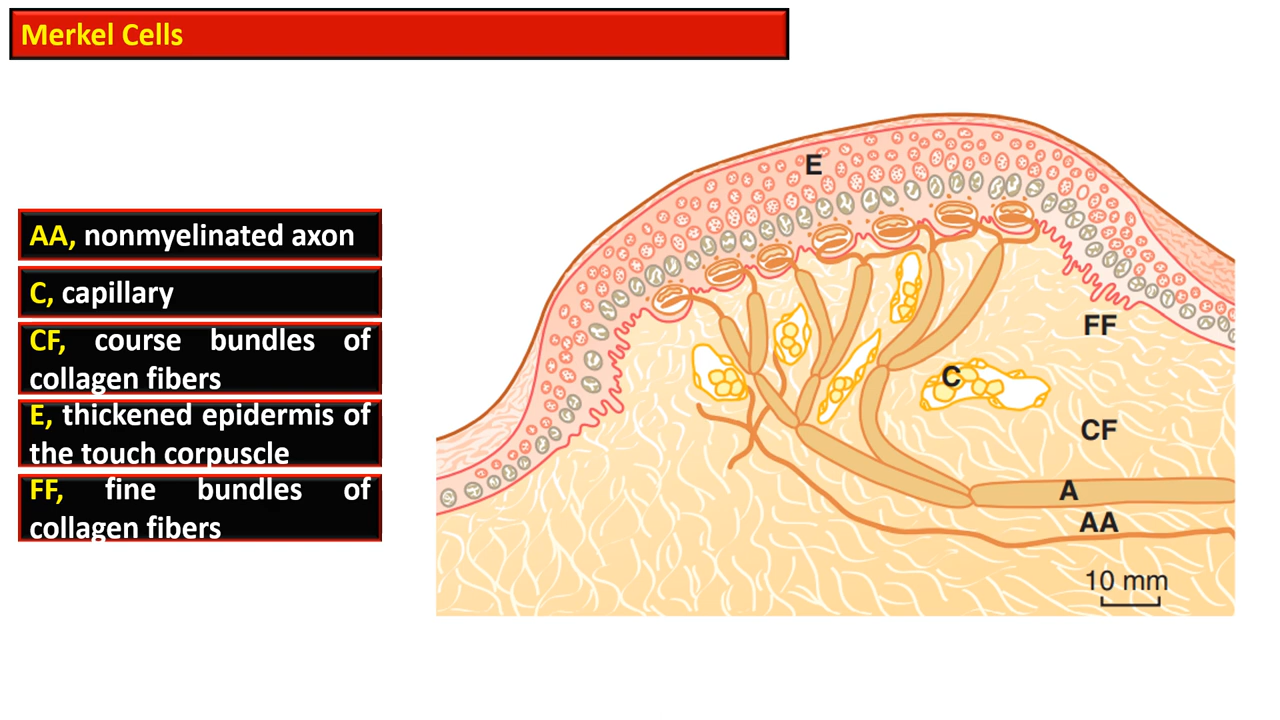 Merkel Cells
AA, nonmyelinated axon
C, capillary
CF, course bundles of
collagen fibers
E, thickened epidermis of
the touch corpuscle
FF, fine bundles of
collagen fibers
E
FF
C
CF
A
AA
10 mm